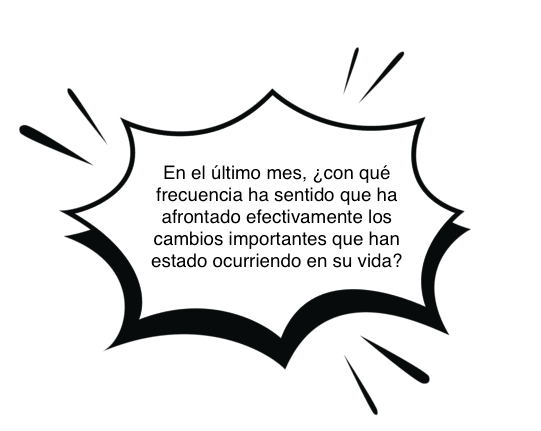 En el último mes, ¿con qué
frecuencia ha sentido que ha
afrontado efectivamente los
cambios importantes que han
estado ocurriendo en su vida?